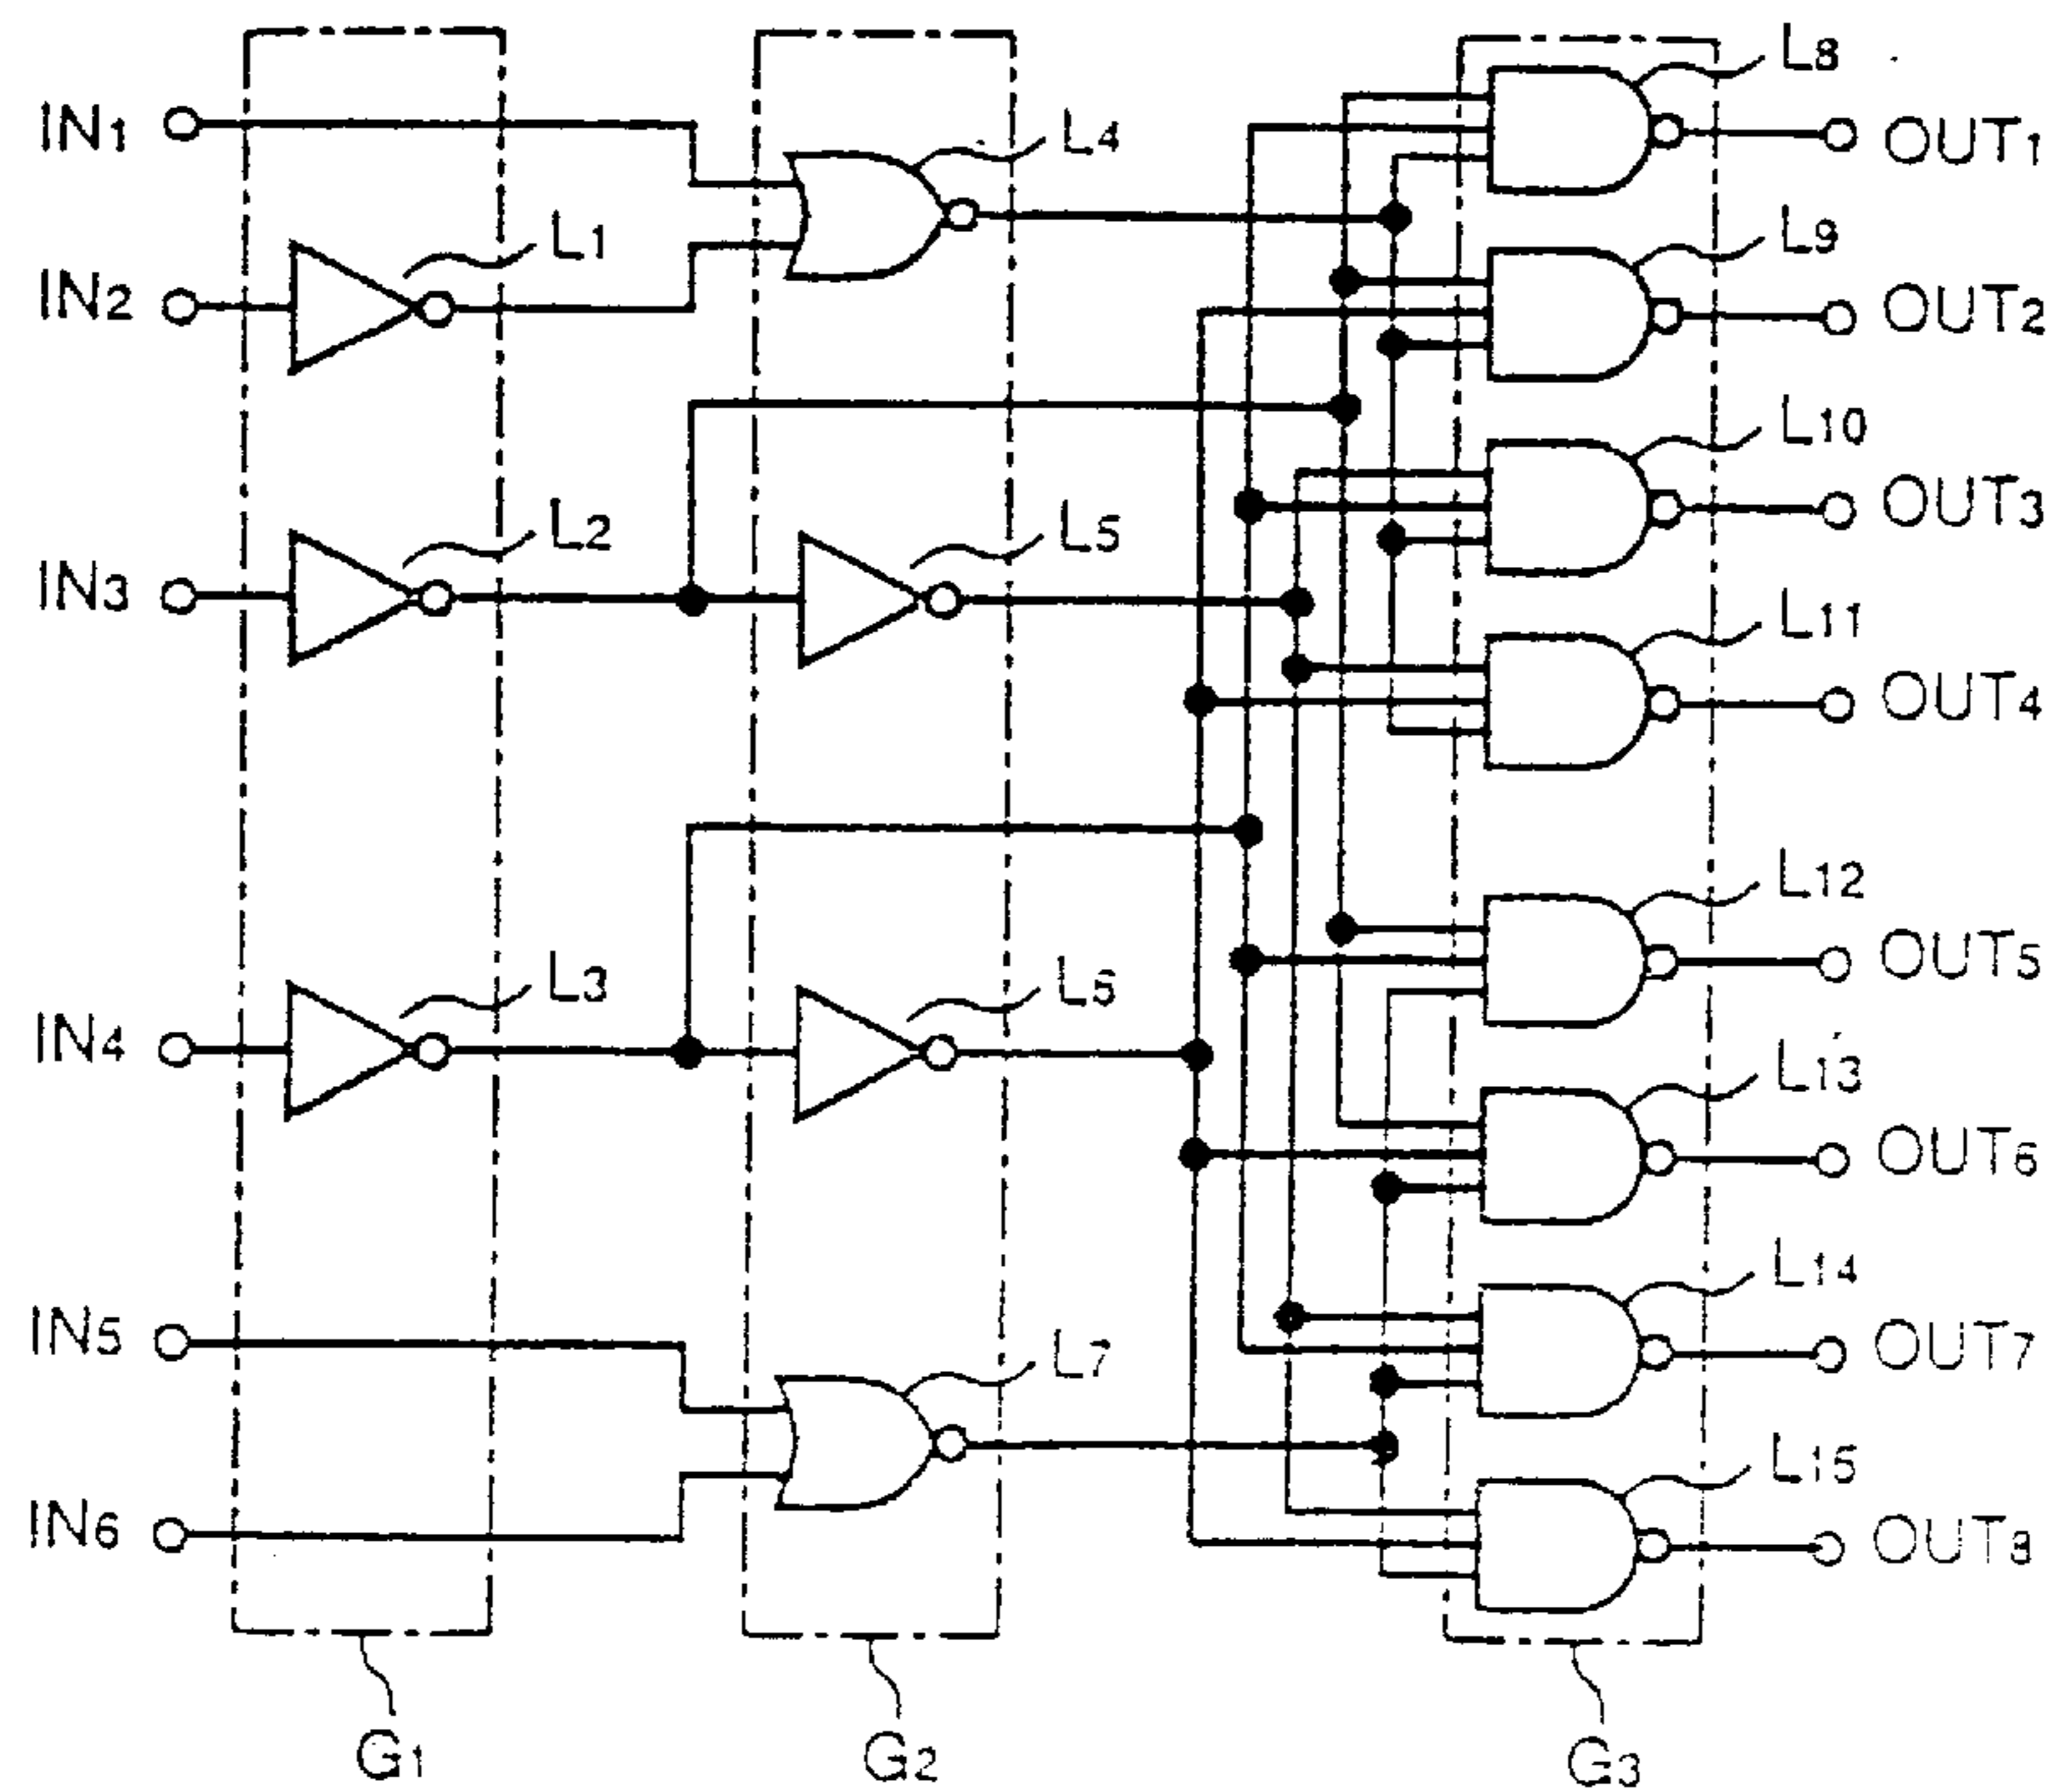 L8
IN1
L4
OUT1
L1
L9
IN2
OUT2
L10
L2
L5
OUT3
IN3
L11
OUT4
L12
L3
L6
OUT5
IN4
L13
OUT6
L14
IN5
L7
OUT7
L15
IN6
OUT8
G1
G2
G3